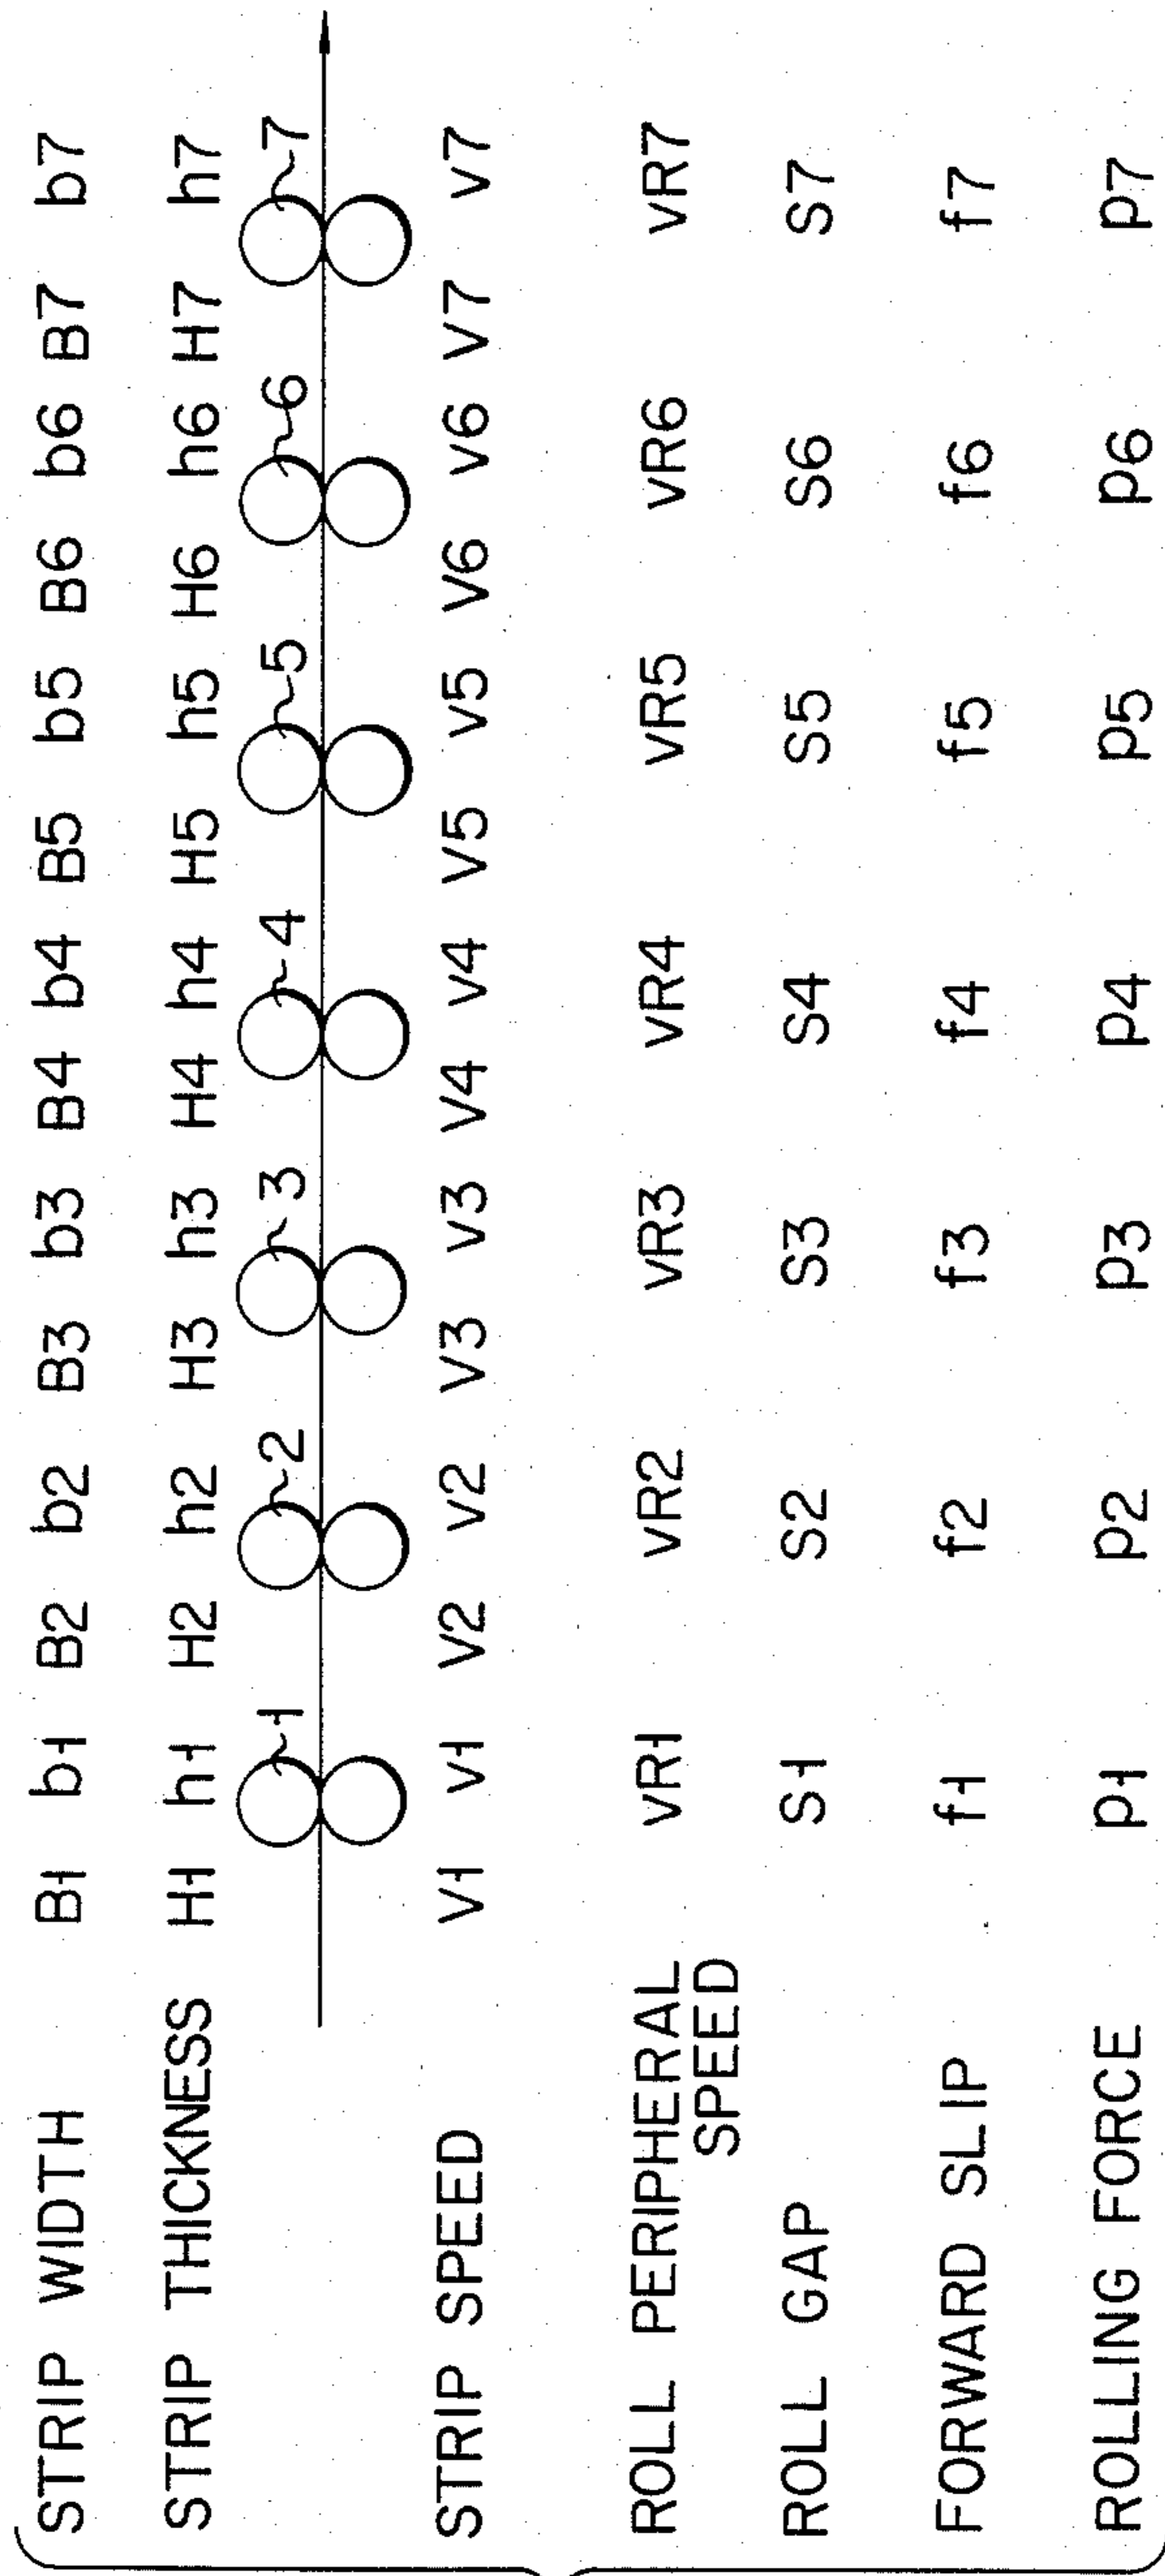 STRIP WIDTH B1 b1 B2 b2 B3 b3 B4 b4 B5 b5 B6 b6 B7 b7
STRIP THICKNESS H1 h1 H2 h2 H3 h3 H4 h4 H5 h5 H6 h6 H7 h7
1 2 3 4 5 6 7
STRIP SPEED V1 v1 V2 v2 V3 v3 V4 v4 V5 v5 V6 v6 V7 v7
ROLL PERIPHERAL SPEED vR1 vR2 vR3 vR4 vR5 vR6 vR7
ROLL GAP S1 S2 S3 S4 S5 S6 S7
FORWARD SLIP f1 f2 f3 f4 f5 f6 f7
ROLLING FORCE p1 p2 p3 p4 p5 p6 p7